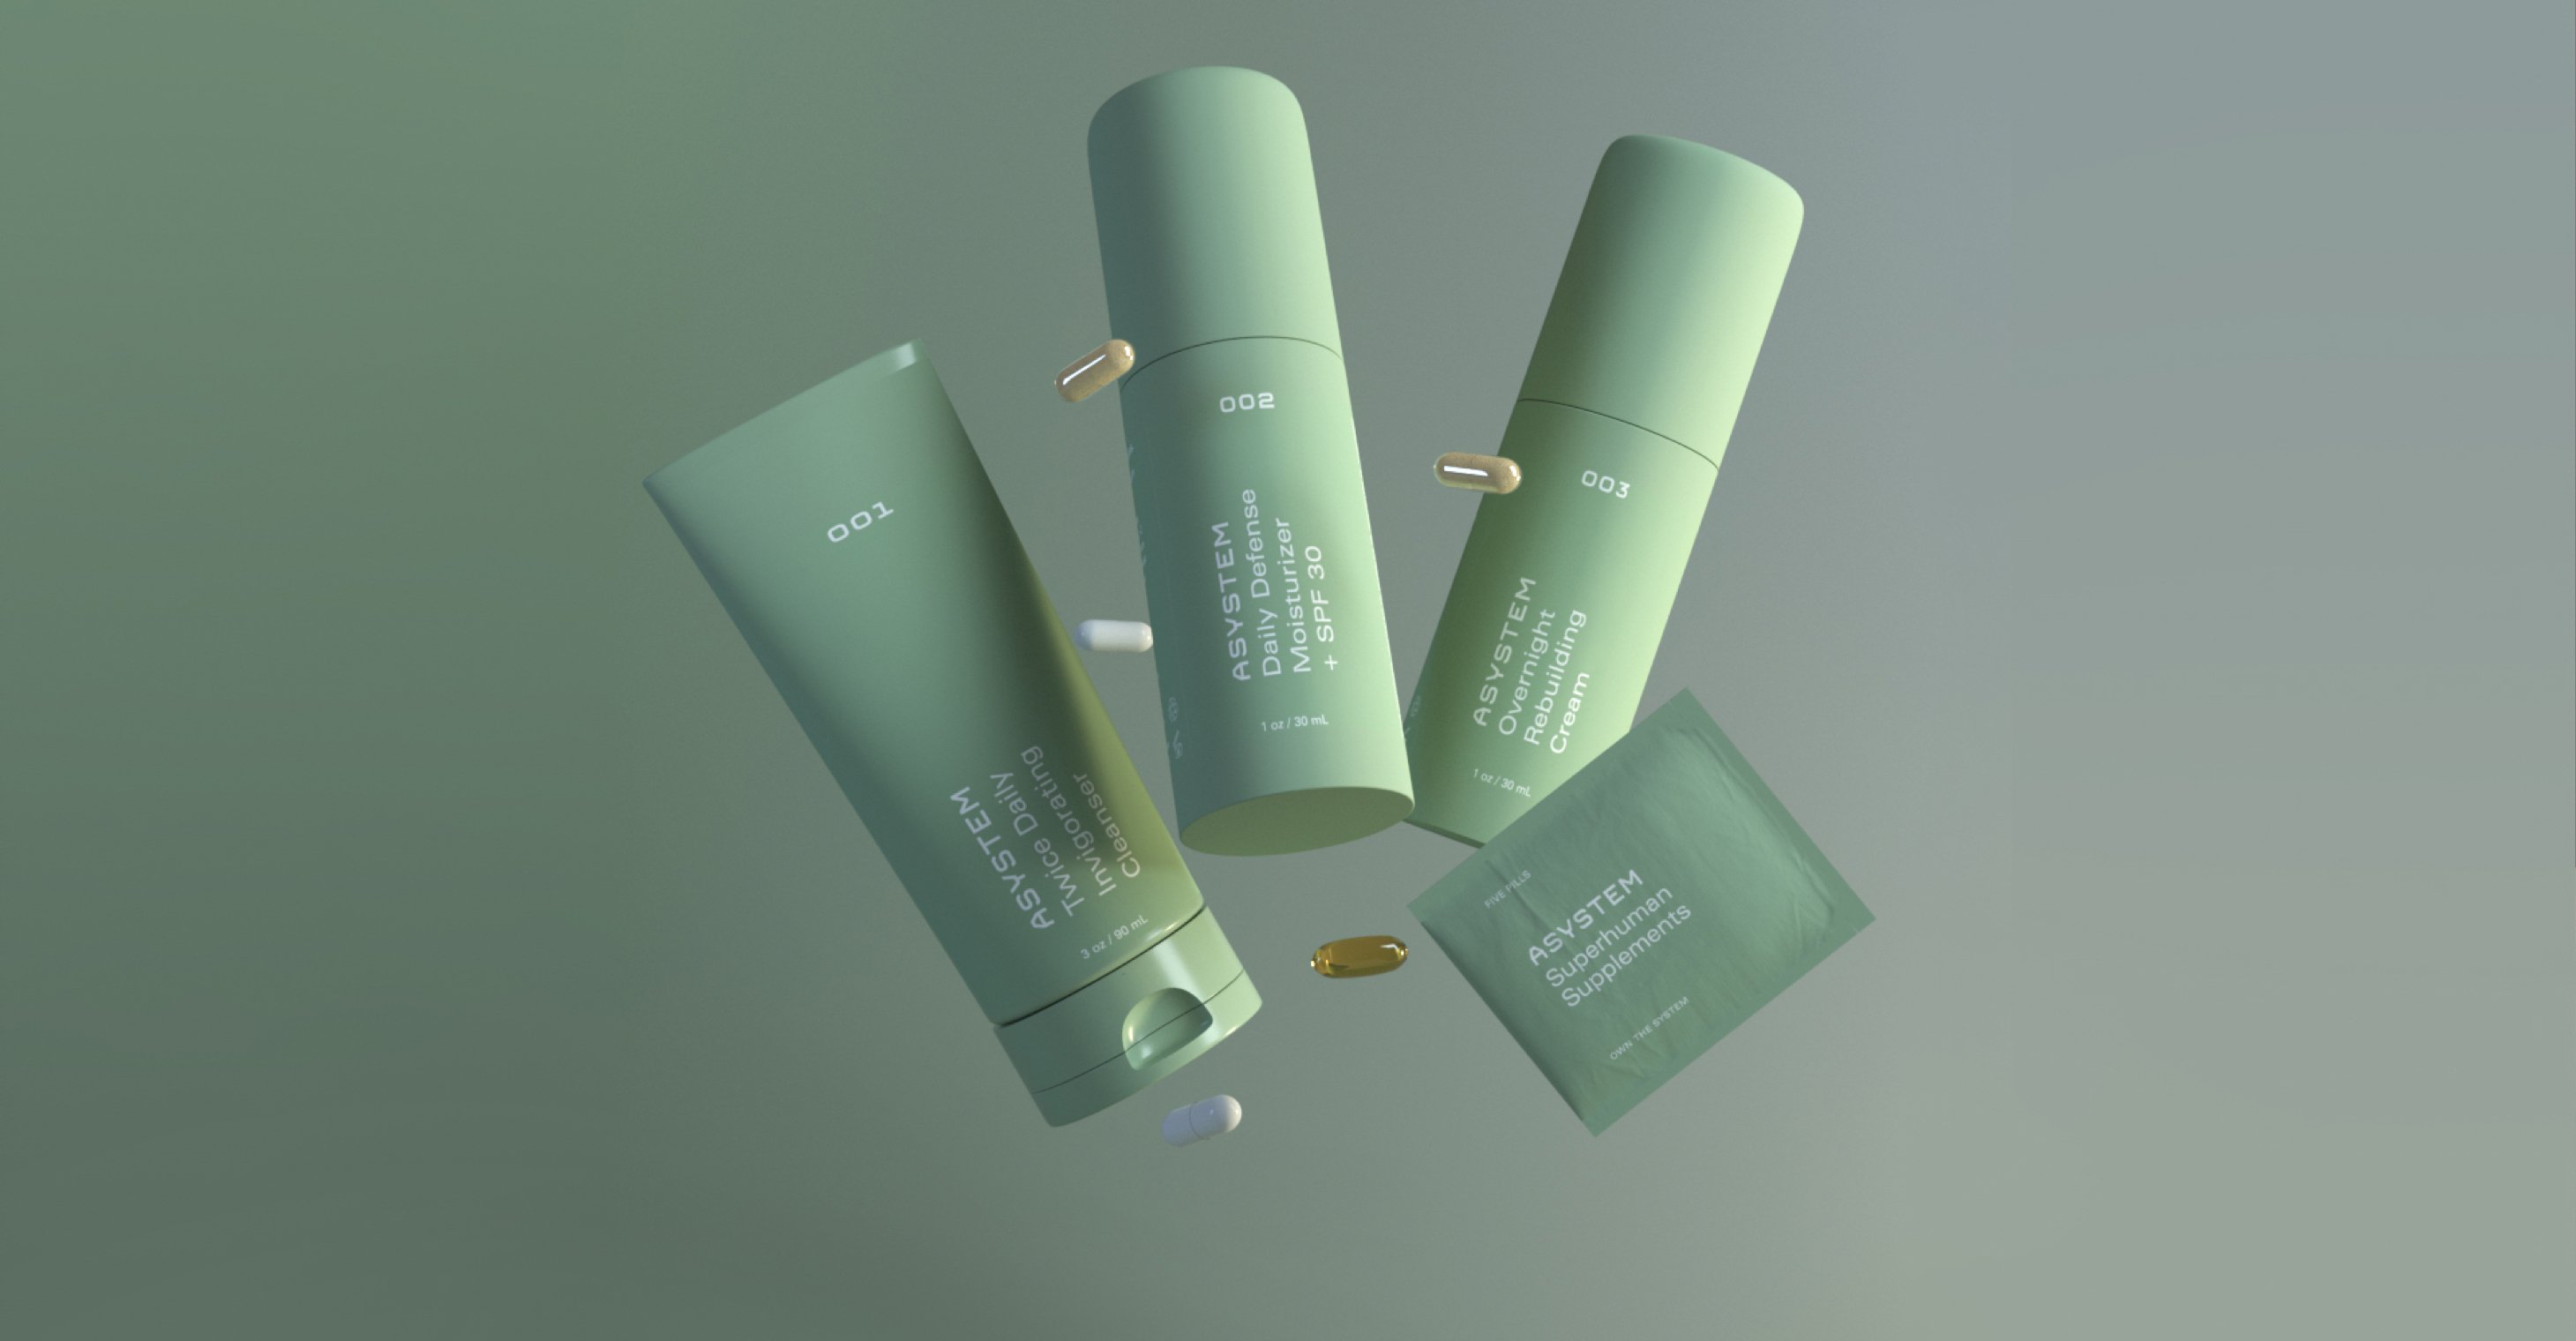 001
ASYSTEM
Twice Daily
Invigorating
Cleanser
3 oz / 90 mL
002
ASYSTEM
Daily Defense
Moisturizer
+ SPF 30
1 oz / 30 mL
003
ASYSTEM
Overnight
Rebuilding
Cream
1 oz / 30 mL
FIVE PILLS
ASYSTEM
Superhuman
Supplements
OWN THE SYSTEM